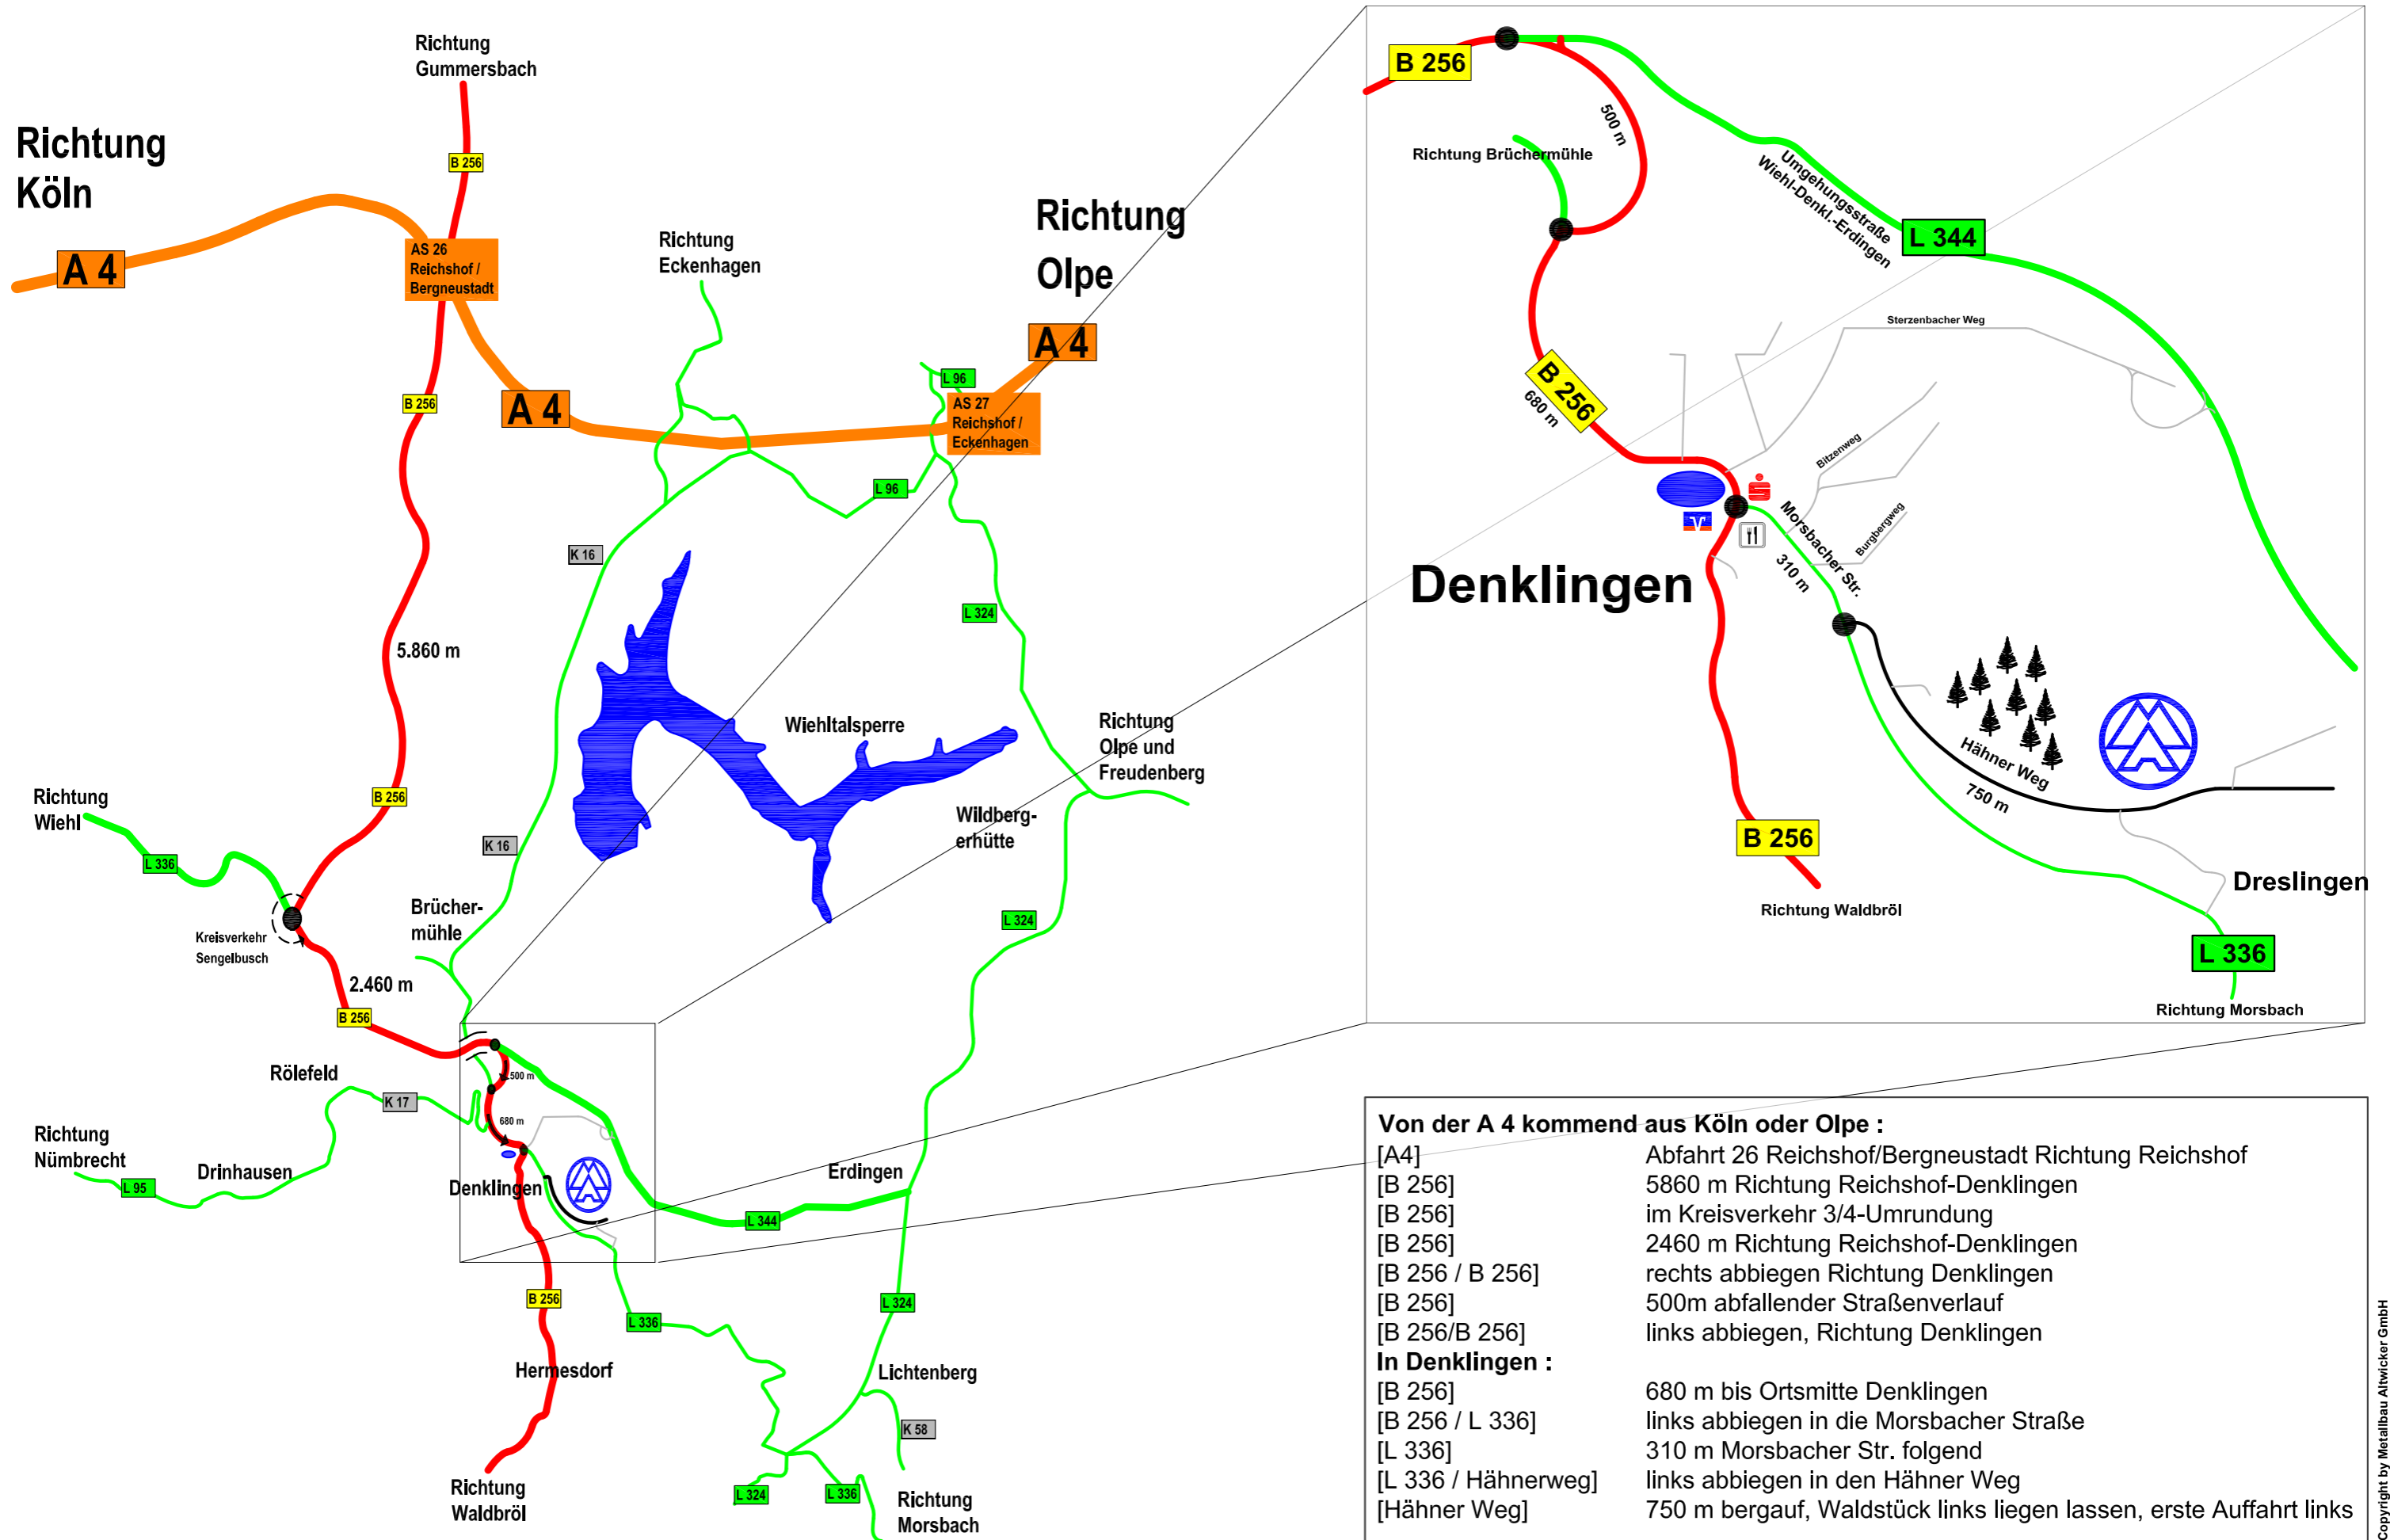 Richtung
Gummersbach
Richtung
Köln
B 256
A 4
AS 26
Reichshof /
Bergneustadt
Richtung
Eckenhagen
Richtung
Olpe
A 4
B 256
A 4
L 96
AS 27
Reichshof /
Eckenhagen
L 96
K 16
L 324
5.860 m
Wiehltalsperre
Richtung
Olpe und
Freudenberg
B 256
Richtung
Wiehl
L 336
K 16
Wildberg-
erhütte
Brücher-
mühle
L 324
Kreisverkehr
Sengelbusch
2.460 m
B 256
Rölefeld
500 m
K 17
680 m
Richtung
Nümbrecht
Drinhausen
L 95
Denklingen
Erdingen
L 344
B 256
L 336
L 324
Hermesdorf
Lichtenberg
K 58
Richtung
Waldbröl
L 324
L 336
Richtung
Morsbach
B 256
500 m
Richtung Brüchermühle
Umgehungsstraße
Wiehl-Denkl.-Erdingen
L 344
Sterzenbacher Weg
B 256
680 m
Bitzenweg
Morsbacher Str.
Burgbergweg
310 m
Denklingen
Hähner Weg
750 m
B 256
Richtung Waldbröl
Dreslingen
L 336
Richtung Morsbach
Von der A 4 kommend aus Köln oder Olpe :
[A4] Abfahrt 26 Reichshof/Bergneustadt Richtung Reichshof
[B 256] 5860 m Richtung Reichshof-Denklingen
[B 256] im Kreisverkehr 3/4-Umrundung
[B 256] 2460 m Richtung Reichshof-Denklingen
[B 256 / B 256] rechts abbiegen Richtung Denklingen
[B 256] 500m abfallender Straßenverlauf
[B 256/B 256] links abbiegen, Richtung Denklingen
In Denklingen :
[B 256] 680 m bis Ortsmitte Denklingen
[B 256 / L 336] links abbiegen in die Morsbacher Straße
[L 336] 310 m Morsbacher Str. folgend
[L 336 / Hähnerweg] links abbiegen in den Hähner Weg
[Hähner Weg] 750 m bergauf, Waldstück links liegen lassen, erste Auffahrt links
Copyright by Metallbau Altwicker GmbH